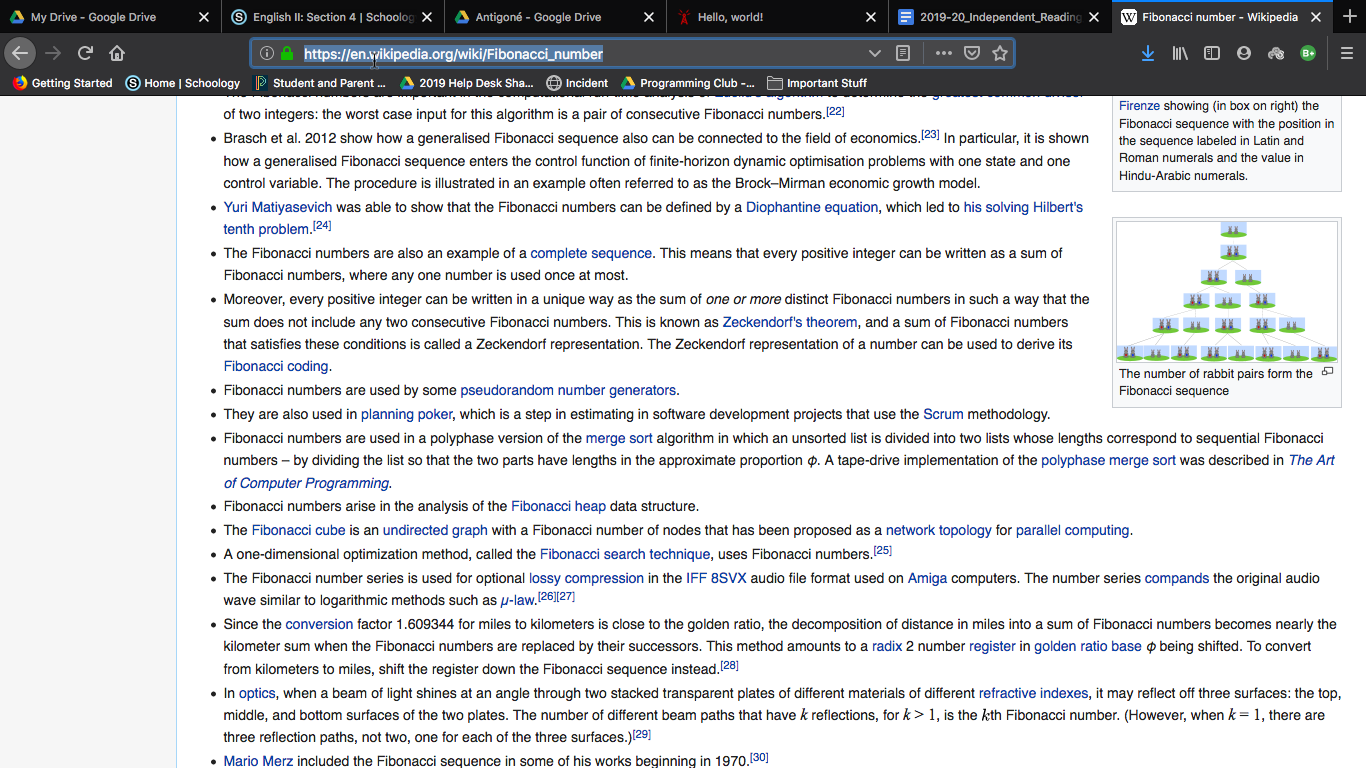 My Drive - Google Drive
English II: Section 4 | Schoolog
Antigoné - Google Drive
Hello, world!
2019-20_Independent_Reading
Fibonacci number - Wikipedia
https://en.wikipedia.org/wiki/Fibonacci_number
Getting Started
Home | Schoology
Student and Parent ...
2019 Help Desk Sha...
Incident
Programming Club -...
Important Stuff
of two integers: the worst case input for this algorithm is a pair of consecutive Fibonacci numbers.[22]
• Brasch et al. 2012 show how a generalised Fibonacci sequence also can be connected to the field of economics.[23] In particular, it is shown
how a generalised Fibonacci sequence enters the control function of finite-horizon dynamic optimisation problems with one state and one
control variable. The procedure is illustrated in an example often referred to as the Brock–Mirman economic growth model.
• Yuri Matiyasevich was able to show that the Fibonacci numbers can be defined by a Diophantine equation, which led to his solving Hilbert's
tenth problem.[24]
• The Fibonacci numbers are also an example of a complete sequence. This means that every positive integer can be written as a sum of
Fibonacci numbers, where any one number is used once at most.
• Moreover, every positive integer can be written in a unique way as the sum of one or more distinct Fibonacci numbers in such a way that the
sum does not include any two consecutive Fibonacci numbers. This is known as Zeckendorf's theorem, and a sum of Fibonacci numbers
that satisfies these conditions is called a Zeckendorf representation. The Zeckendorf representation of a number can be used to derive its
Fibonacci coding.
• Fibonacci numbers are used by some pseudorandom number generators.
• They are also used in planning poker, which is a step in estimating in software development projects that use the Scrum methodology.
• Fibonacci numbers are used in a polyphase version of the merge sort algorithm in which an unsorted list is divided into two lists whose lengths correspond to sequential Fibonacci
numbers – by dividing the list so that the two parts have lengths in the approximate proportion φ. A tape-drive implementation of the polyphase merge sort was described in The Art
of Computer Programming.
• Fibonacci numbers arise in the analysis of the Fibonacci heap data structure.
• The Fibonacci cube is an undirected graph with a Fibonacci number of nodes that has been proposed as a network topology for parallel computing.
• A one-dimensional optimization method, called the Fibonacci search technique, uses Fibonacci numbers.[25]
• The Fibonacci number series is used for optional lossy compression in the IFF 8SVX audio file format used on Amiga computers. The number series compands the original audio
wave similar to logarithmic methods such as μ-law.[26][27]
• Since the conversion factor 1.609344 for miles to kilometers is close to the golden ratio, the decomposition of distance in miles into a sum of Fibonacci numbers becomes nearly the
kilometer sum when the Fibonacci numbers are replaced by their successors. This method amounts to a radix 2 number register in golden ratio base φ being shifted. To convert
from kilometers to miles, shift the register down the Fibonacci sequence instead.[28]
• In optics, when a beam of light shines at an angle through two stacked transparent plates of different materials of different refractive indexes, it may reflect off three surfaces: the top,
middle, and bottom surfaces of the two plates. The number of different beam paths that have k reflections, for k > 1, is the kth Fibonacci number. (However, when k = 1, there are
three reflection paths, not two, one for each of the three surfaces.)[29]
• Mario Merz included the Fibonacci sequence in some of his works beginning in 1970.[30]
Firenze showing (in box on right) the
Fibonacci sequence with the position in
the sequence labeled in Latin and
Roman numerals and the value in
Hindu-Arabic numerals.
The number of rabbit pairs form the
Fibonacci sequence